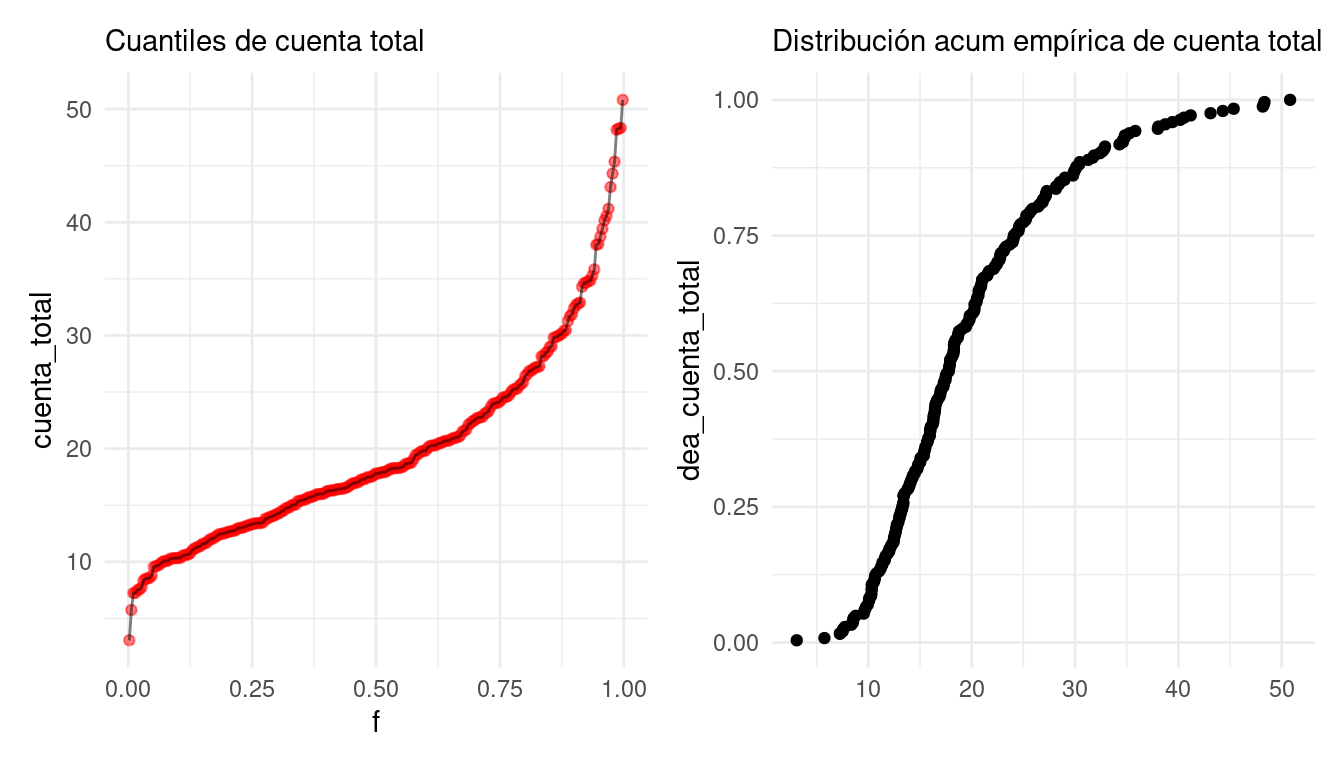 Cuantiles de cuenta total
cuenta_total
50
40
30
20
10
0.00 0.25 0.50 0.75 1.00
f
Distribución acum empírica de cuenta total
dea_cuenta_total
1.00
0.75
0.50
0.25
0.00
10 20 30 40 50